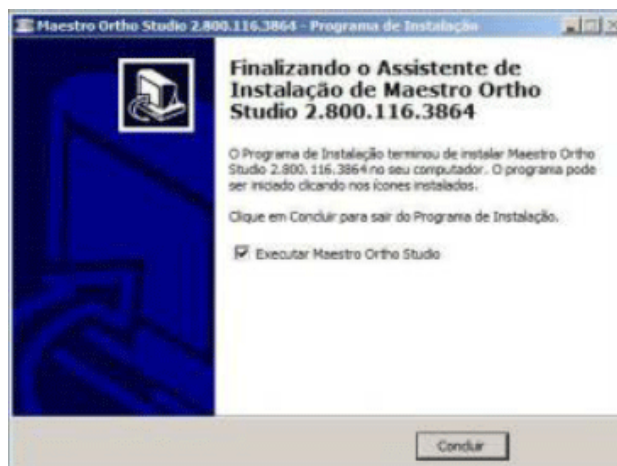 Maestro Ortho Studio 2.800.116.3864 - Programa de Instalação
Finalizando o Assistente de
Instalação de Maestro Ortho
Studio 2.800.116.3864
O Programa de Instalação terminou de instalar Maestro Ortho
Studio 2.800.116.3864 no seu computador. O programa pode
ser iniciado clicando nos ícones instalados.
Clique em Concluir para sair do Programa de Instalação.
Executar Maestro Ortho Studio
Concluir